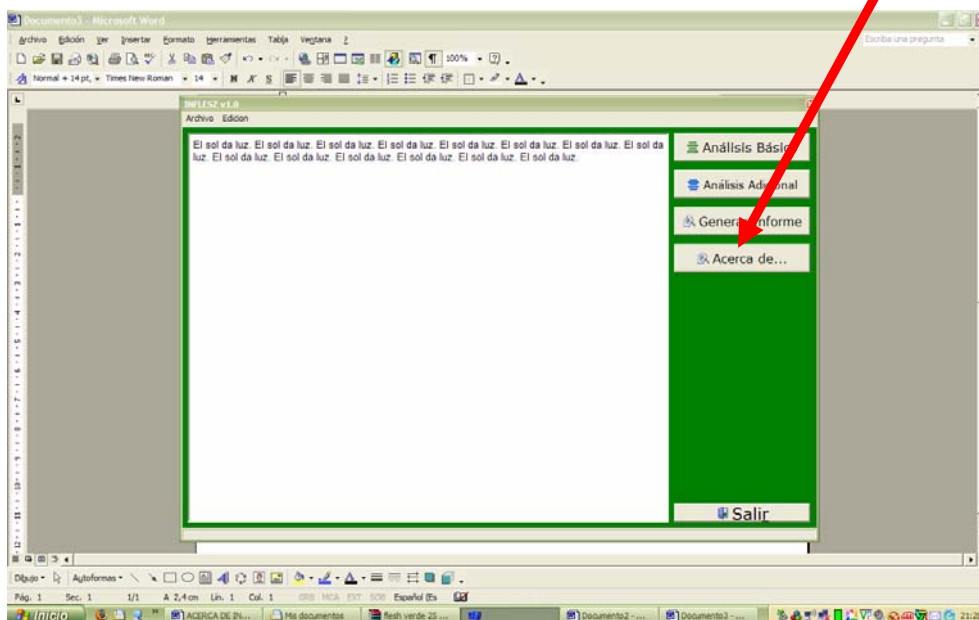 Documento3 - Microsoft Word
Archivo Edición Ver Insertar Formato Herramientas Tabla Ventana ?
Escriba una pregunta
100%
Normal + 14 pt, Times New Roman 14 N K S
INFLESZ v1.0
Archivo Edicion
El sol da luz. El sol da luz. El sol da luz. El sol da luz. El sol da luz. El sol da luz. El sol da luz. El sol da
luz. El sol da luz. El sol da luz. El sol da luz. El sol da luz. El sol da luz. El sol da luz.
Análisis Básico
Análisis Adicional
Generar Informe
Acerca de...
Salir
Dibujo Autoformas
Pág. 1 Sec. 1 1/1 A 2,4cm Lín. 1 Col. 1 GRB MCA EXT SOB Español (Es
Inicio ACERCA DE IN... Mis documentos flesh verde 25 ... Documento2 - ... Documento3 - ...